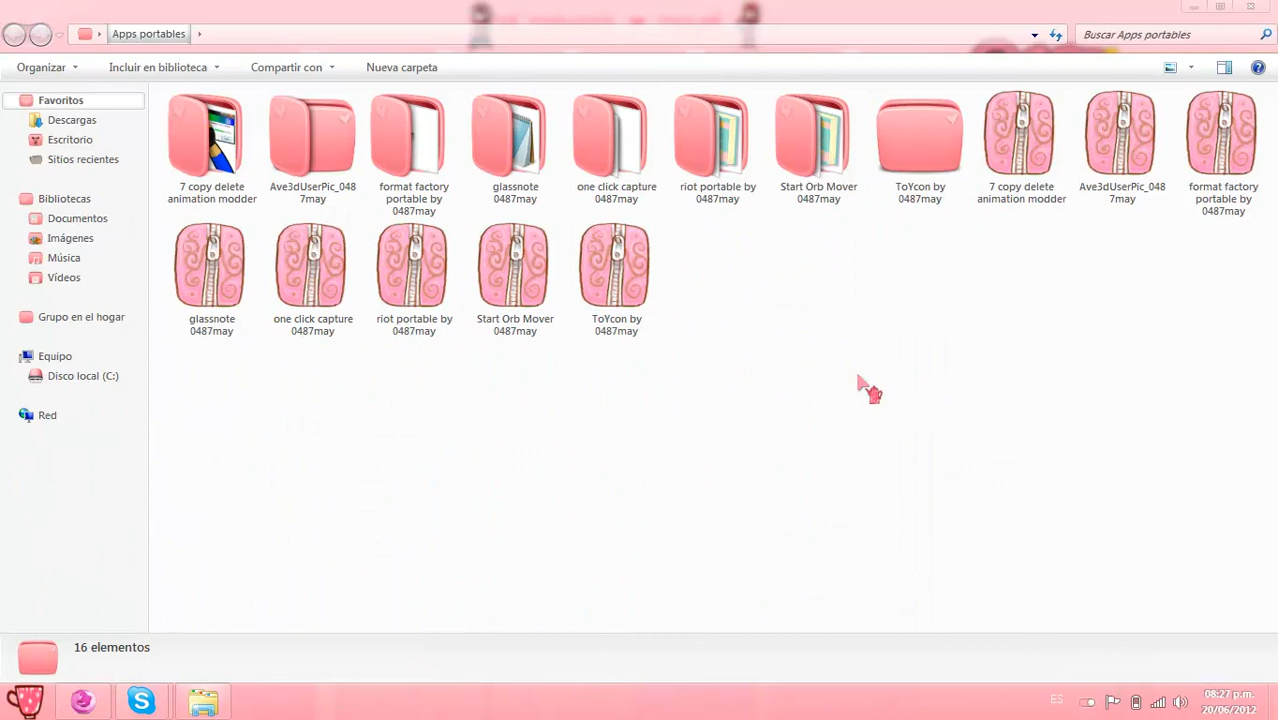 Apps portables
Buscar Apps portables
Organizar
Incluir en biblioteca
Compartir con
Nueva carpeta
Favoritos
Descargas
Escritorio
Sitios recientes
Bibliotecas
Documentos
Imágenes
Música
Vídeos
Grupo en el hogar
Equipo
Disco local (C:)
Red
7 copy delete
animation modder
Ave3dUserPic_048
7may
format factory
portable by
0487may
glassnote
0487may
one click capture
0487may
riot portable by
0487may
Start Orb Mover
0487may
ToYcon by
0487may
7 copy delete
animation modder
Ave3dUserPic_048
7may
format factory
portable by
0487may
glassnote
0487may
one click capture
0487may
riot portable by
0487may
Start Orb Mover
0487may
ToYcon by
0487may
16 elementos
ES
08:27 p.m.
20/06/2012